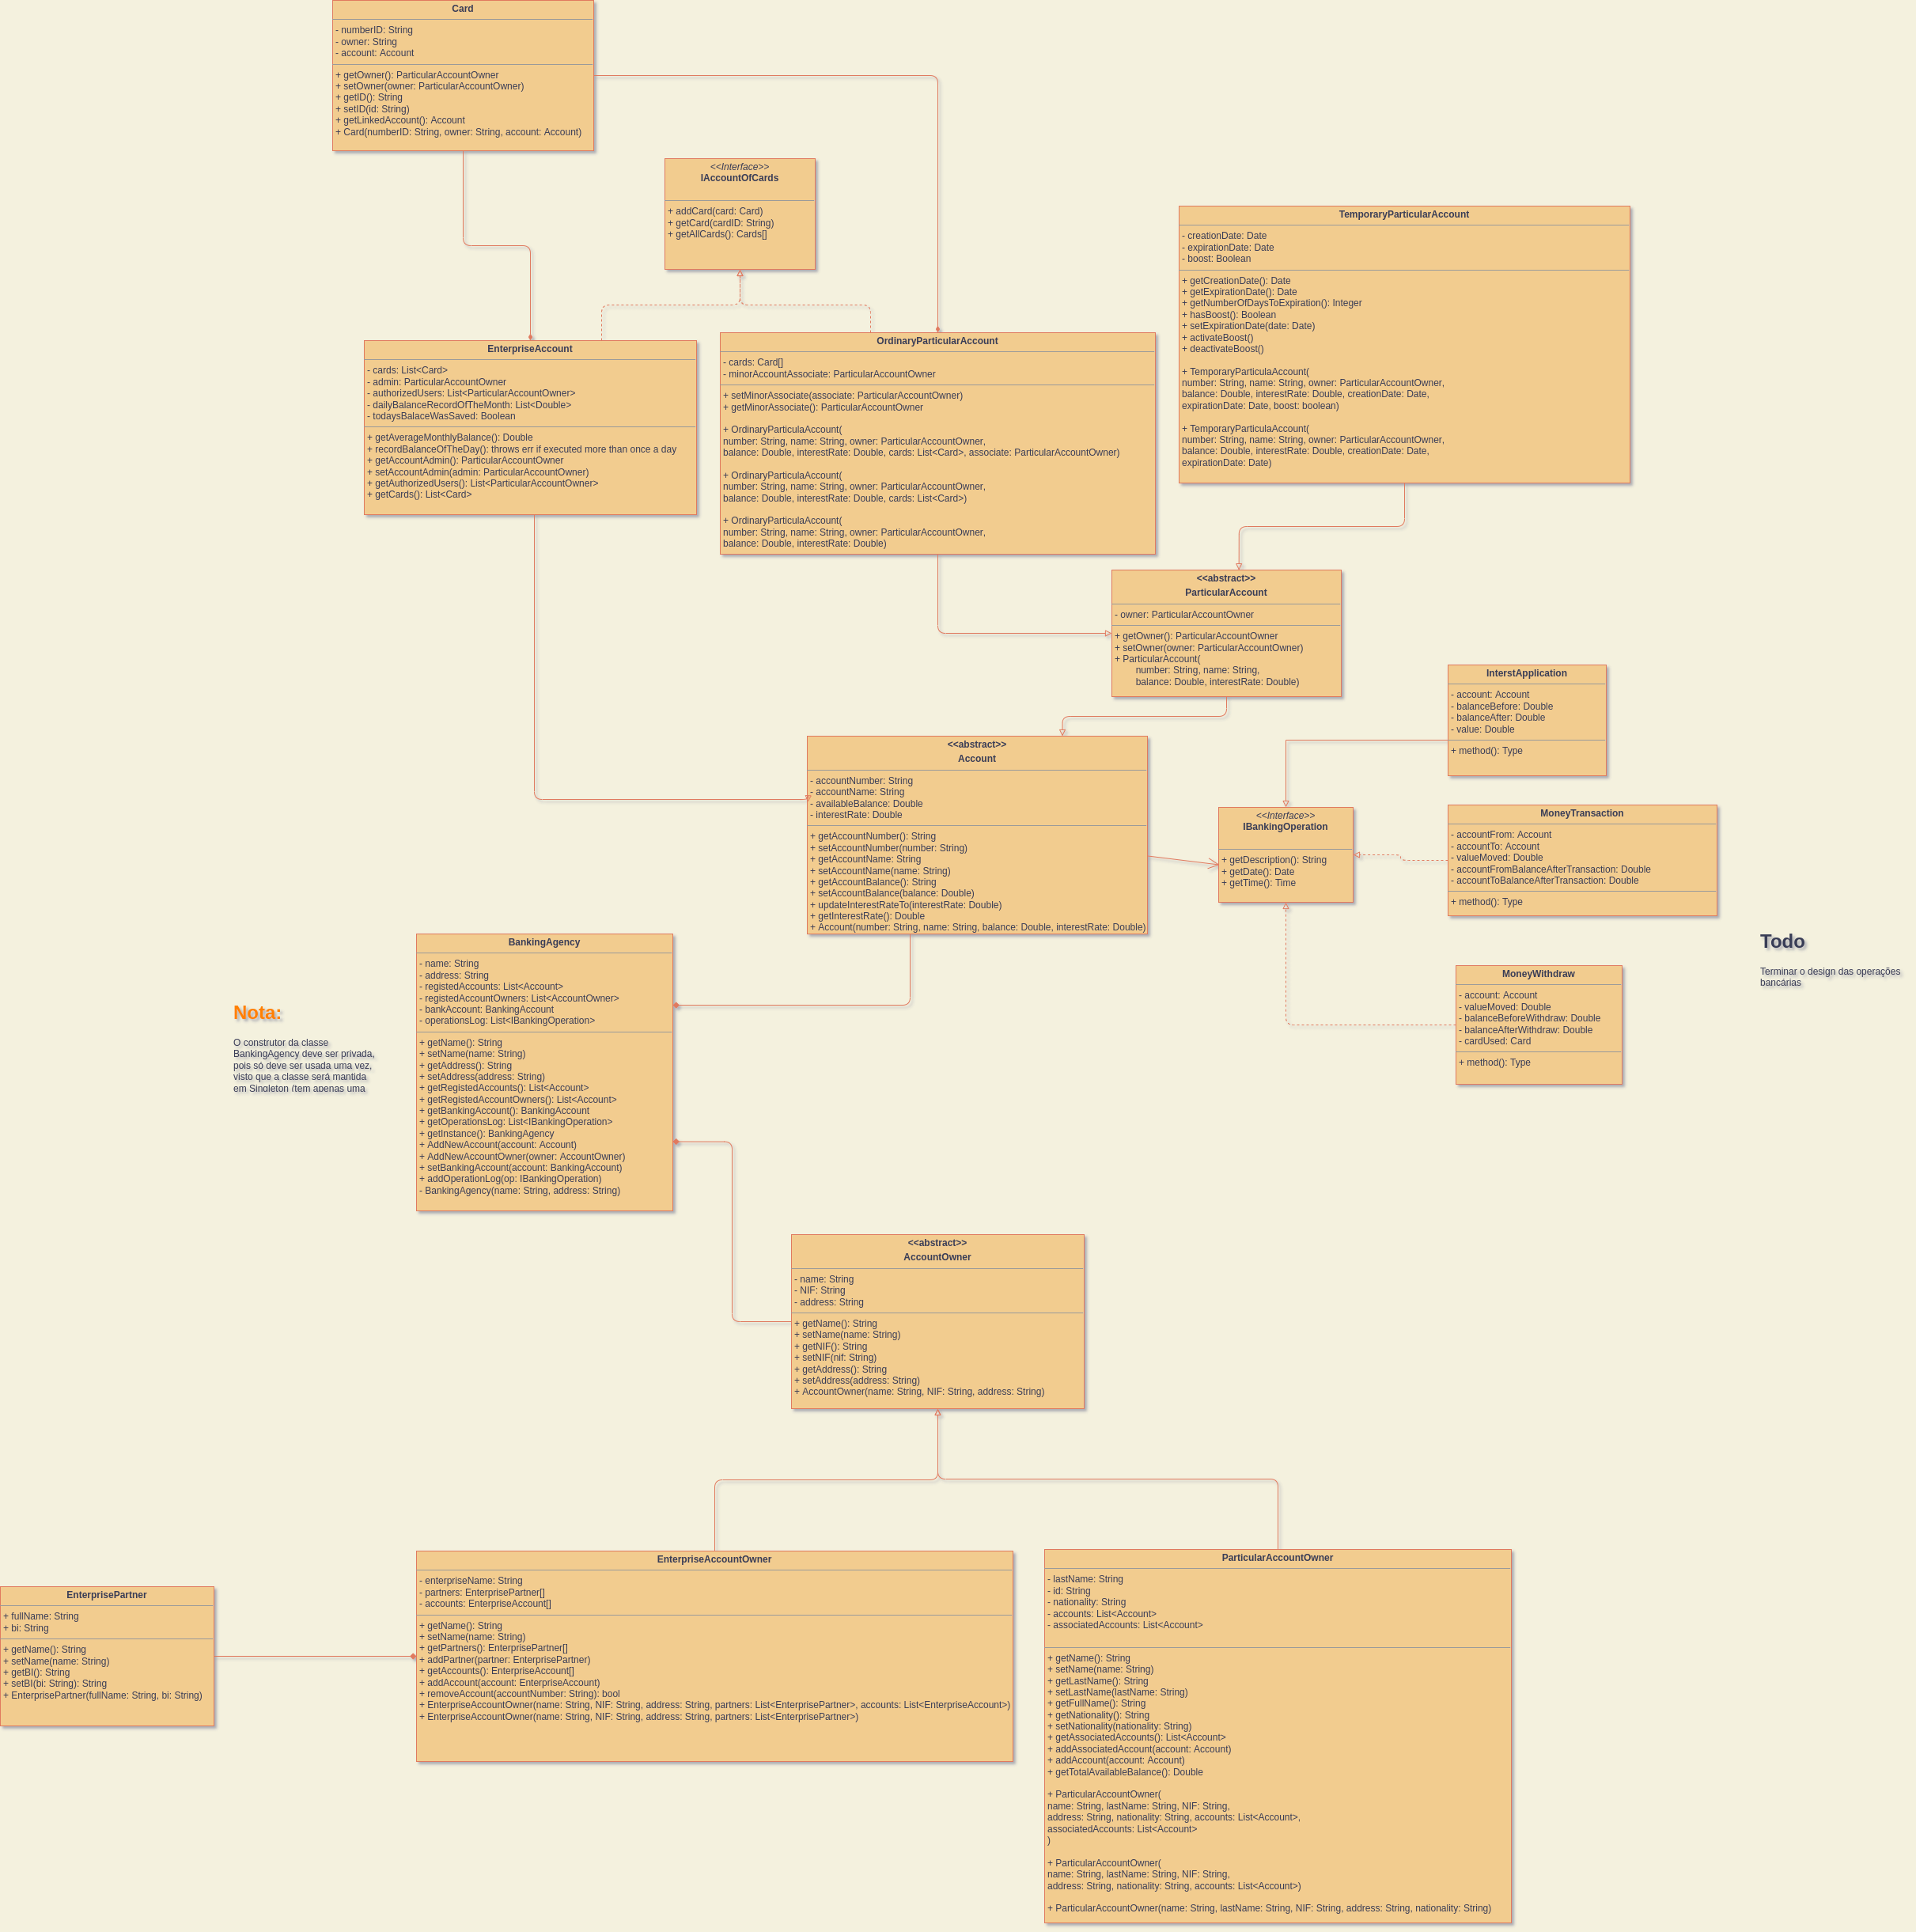 Card
- numberID: String
- owner: String
- account: Account
+ getOwner(): ParticularAccountOwner
+ setOwner(owner: ParticularAccountOwner)
+ getID(): String
+ setID(id: String)
+ getLinkedAccount(): Account
+ Card(numberID: String, owner: String, account: Account)
<<Interface>>
IAccountOfCards
+ addCard(card: Card)
+ getCard(cardID: String)
+ getAllCards(): Cards[]
TemporaryParticularAccount
- creationDate: Date
- expirationDate: Date
- boost: Boolean
+ getCreationDate(): Date
+ getExpirationDate(): Date
+ getNumberOfDaysToExpiration(): Integer
+ hasBoost(): Boolean
+ setExpirationDate(date: Date)
+ activateBoost()
+ deactivateBoost()
+ TemporaryParticulaAccount(
number: String, name: String, owner: ParticularAccountOwner,
balance: Double, interestRate: Double, creationDate: Date,
expirationDate: Date, boost: boolean)
+ TemporaryParticulaAccount(
number: String, name: String, owner: ParticularAccountOwner,
balance: Double, interestRate: Double, creationDate: Date,
expirationDate: Date)
EnterpriseAccount
- cards: List<Card>
- admin: ParticularAccountOwner
- authorizedUsers: List<ParticularAccountOwner>
- dailyBalanceRecordOfTheMonth: List<Double>
- todaysBalaceWasSaved: Boolean
+ getAverageMonthlyBalance(): Double
+ recordBalanceOfTheDay(): throws err if executed more than once a day
+ getAccountAdmin(): ParticularAccountOwner
+ setAccountAdmin(admin: ParticularAccountOwner)
+ getAuthorizedUsers(): List<ParticularAccountOwner>
+ getCards(): List<Card>
OrdinaryParticularAccount
- cards: Card[]
- minorAccountAssociate: ParticularAccountOwner
+ setMinorAssociate(associate: ParticularAccountOwner)
+ getMinorAssociate(): ParticularAccountOwner
+ OrdinaryParticulaAccount(
number: String, name: String, owner: ParticularAccountOwner,
balance: Double, interestRate: Double, cards: List<Card>, associate: ParticularAccountOwner)
+ OrdinaryParticulaAccount(
number: String, name: String, owner: ParticularAccountOwner,
balance: Double, interestRate: Double, cards: List<Card>)
+ OrdinaryParticulaAccount(
number: String, name: String, owner: ParticularAccountOwner,
balance: Double, interestRate: Double)
<<abstract>>
ParticularAccount
- owner: ParticularAccountOwner
+ getOwner(): ParticularAccountOwner
+ setOwner(owner: ParticularAccountOwner)
+ ParticularAccount(
number: String, name: String,
balance: Double, interestRate: Double)
InterstApplication
- account: Account
- balanceBefore: Double
- balanceAfter: Double
- value: Double
+ method(): Type
<<abstract>>
Account
- accountNumber: String
- accountName: String
- availableBalance: Double
- interestRate: Double
+ getAccountNumber(): String
+ setAccountNumber(number: String)
+ getAccountName: String
+ setAccountName(name: String)
+ getAccountBalance(): String
+ setAccountBalance(balance: Double)
+ updateInterestRateTo(interestRate: Double)
+ getInterestRate(): Double
+ Account(number: String, name: String, balance: Double, interestRate: Double)
<<Interface>>
IBankingOperation
+ getDescription(): String
+ getDate(): Date
+ getTime(): Time
MoneyTransaction
- accountFrom: Account
- accountTo: Account
- valueMoved: Double
- accountFromBalanceAfterTransaction: Double
- accountToBalanceAfterTransaction: Double
+ method(): Type
Todo
Terminar o design das operações
bancárias
MoneyWithdraw
- account: Account
- valueMoved: Double
- balanceBeforeWithdraw: Double
- balanceAfterWithdraw: Double
- cardUsed: Card
+ method(): Type
Nota:
O construtor da classe
BankingAgency deve ser privada,
pois só deve ser usada uma vez,
visto que a classe será mantida
em Singleton (tem apenas uma
BankingAgency
- name: String
- address: String
- registedAccounts: List<Account>
- registedAccountOwners: List<AccountOwner>
- bankAccount: BankingAccount
- operationsLog: List<IBankingOperation>
+ getName(): String
+ setName(name: String)
+ getAddress(): String
+ setAddress(address: String)
+ getRegistedAccounts(): List<Account>
+ getRegistedAccountOwners(): List<Account>
+ getBankingAccount(): BankingAccount
+ getOperationsLog(): List<IBankingOperation>
+ getInstance(): BankingAgency
+ AddNewAccount(account: Account)
+ AddNewAccountOwner(owner: AccountOwner)
+ setBankingAccount(account: BankingAccount)
+ addOperationLog(op: IBankingOperation)
- BankingAgency(name: String, address: String)
<<abstract>>
AccountOwner
- name: String
- NIF: String
- address: String
+ getName(): String
+ setName(name: String)
+ getNIF(): String
+ setNIF(nif: String)
+ getAddress(): String
+ setAddress(address: String)
+ AccountOwner(name: String, NIF: String, address: String)
EnterprisePartner
+ fullName: String
+ bi: String
+ getName(): String
+ setName(name: String)
+ getBI(): String
+ setBI(bi: String): String
+ EnterprisePartner(fullName: String, bi: String)
EnterpriseAccountOwner
- enterpriseName: String
- partners: EnterprisePartner[]
- accounts: EnterpriseAccount[]
+ getName(): String
+ setName(name: String)
+ getPartners(): EnterprisePartner[]
+ addPartner(partner: EnterprisePartner)
+ getAccounts(): EnterpriseAccount[]
+ addAccount(account: EnterpriseAccount)
+ removeAccount(accountNumber: String): bool
+ EnterpriseAccountOwner(name: String, NIF: String, address: String, partners: List<EnterprisePartner>, accounts: List<EnterpriseAccount>)
+ EnterpriseAccountOwner(name: String, NIF: String, address: String, partners: List<EnterprisePartner>)
ParticularAccountOwner
- lastName: String
- id: String
- nationality: String
- accounts: List<Account>
- associatedAccounts: List<Account>
+ getName(): String
+ setName(name: String)
+ getLastName(): String
+ setLastName(lastName: String)
+ getFullName(): String
+ getNationality(): String
+ setNationality(nationality: String)
+ getAssociatedAccounts(): List<Account>
+ addAssociatedAccount(account: Account)
+ addAccount(account: Account)
+ getTotalAvailableBalance(): Double
+ ParticularAccountOwner(
name: String, lastName: String, NIF: String,
address: String, nationality: String, accounts: List<Account>,
associatedAccounts: List<Account>
)
+ ParticularAccountOwner(
name: String, lastName: String, NIF: String,
address: String, nationality: String, accounts: List<Account>)
+ ParticularAccountOwner(name: String, lastName: String, NIF: String, address: String, nationality: String)